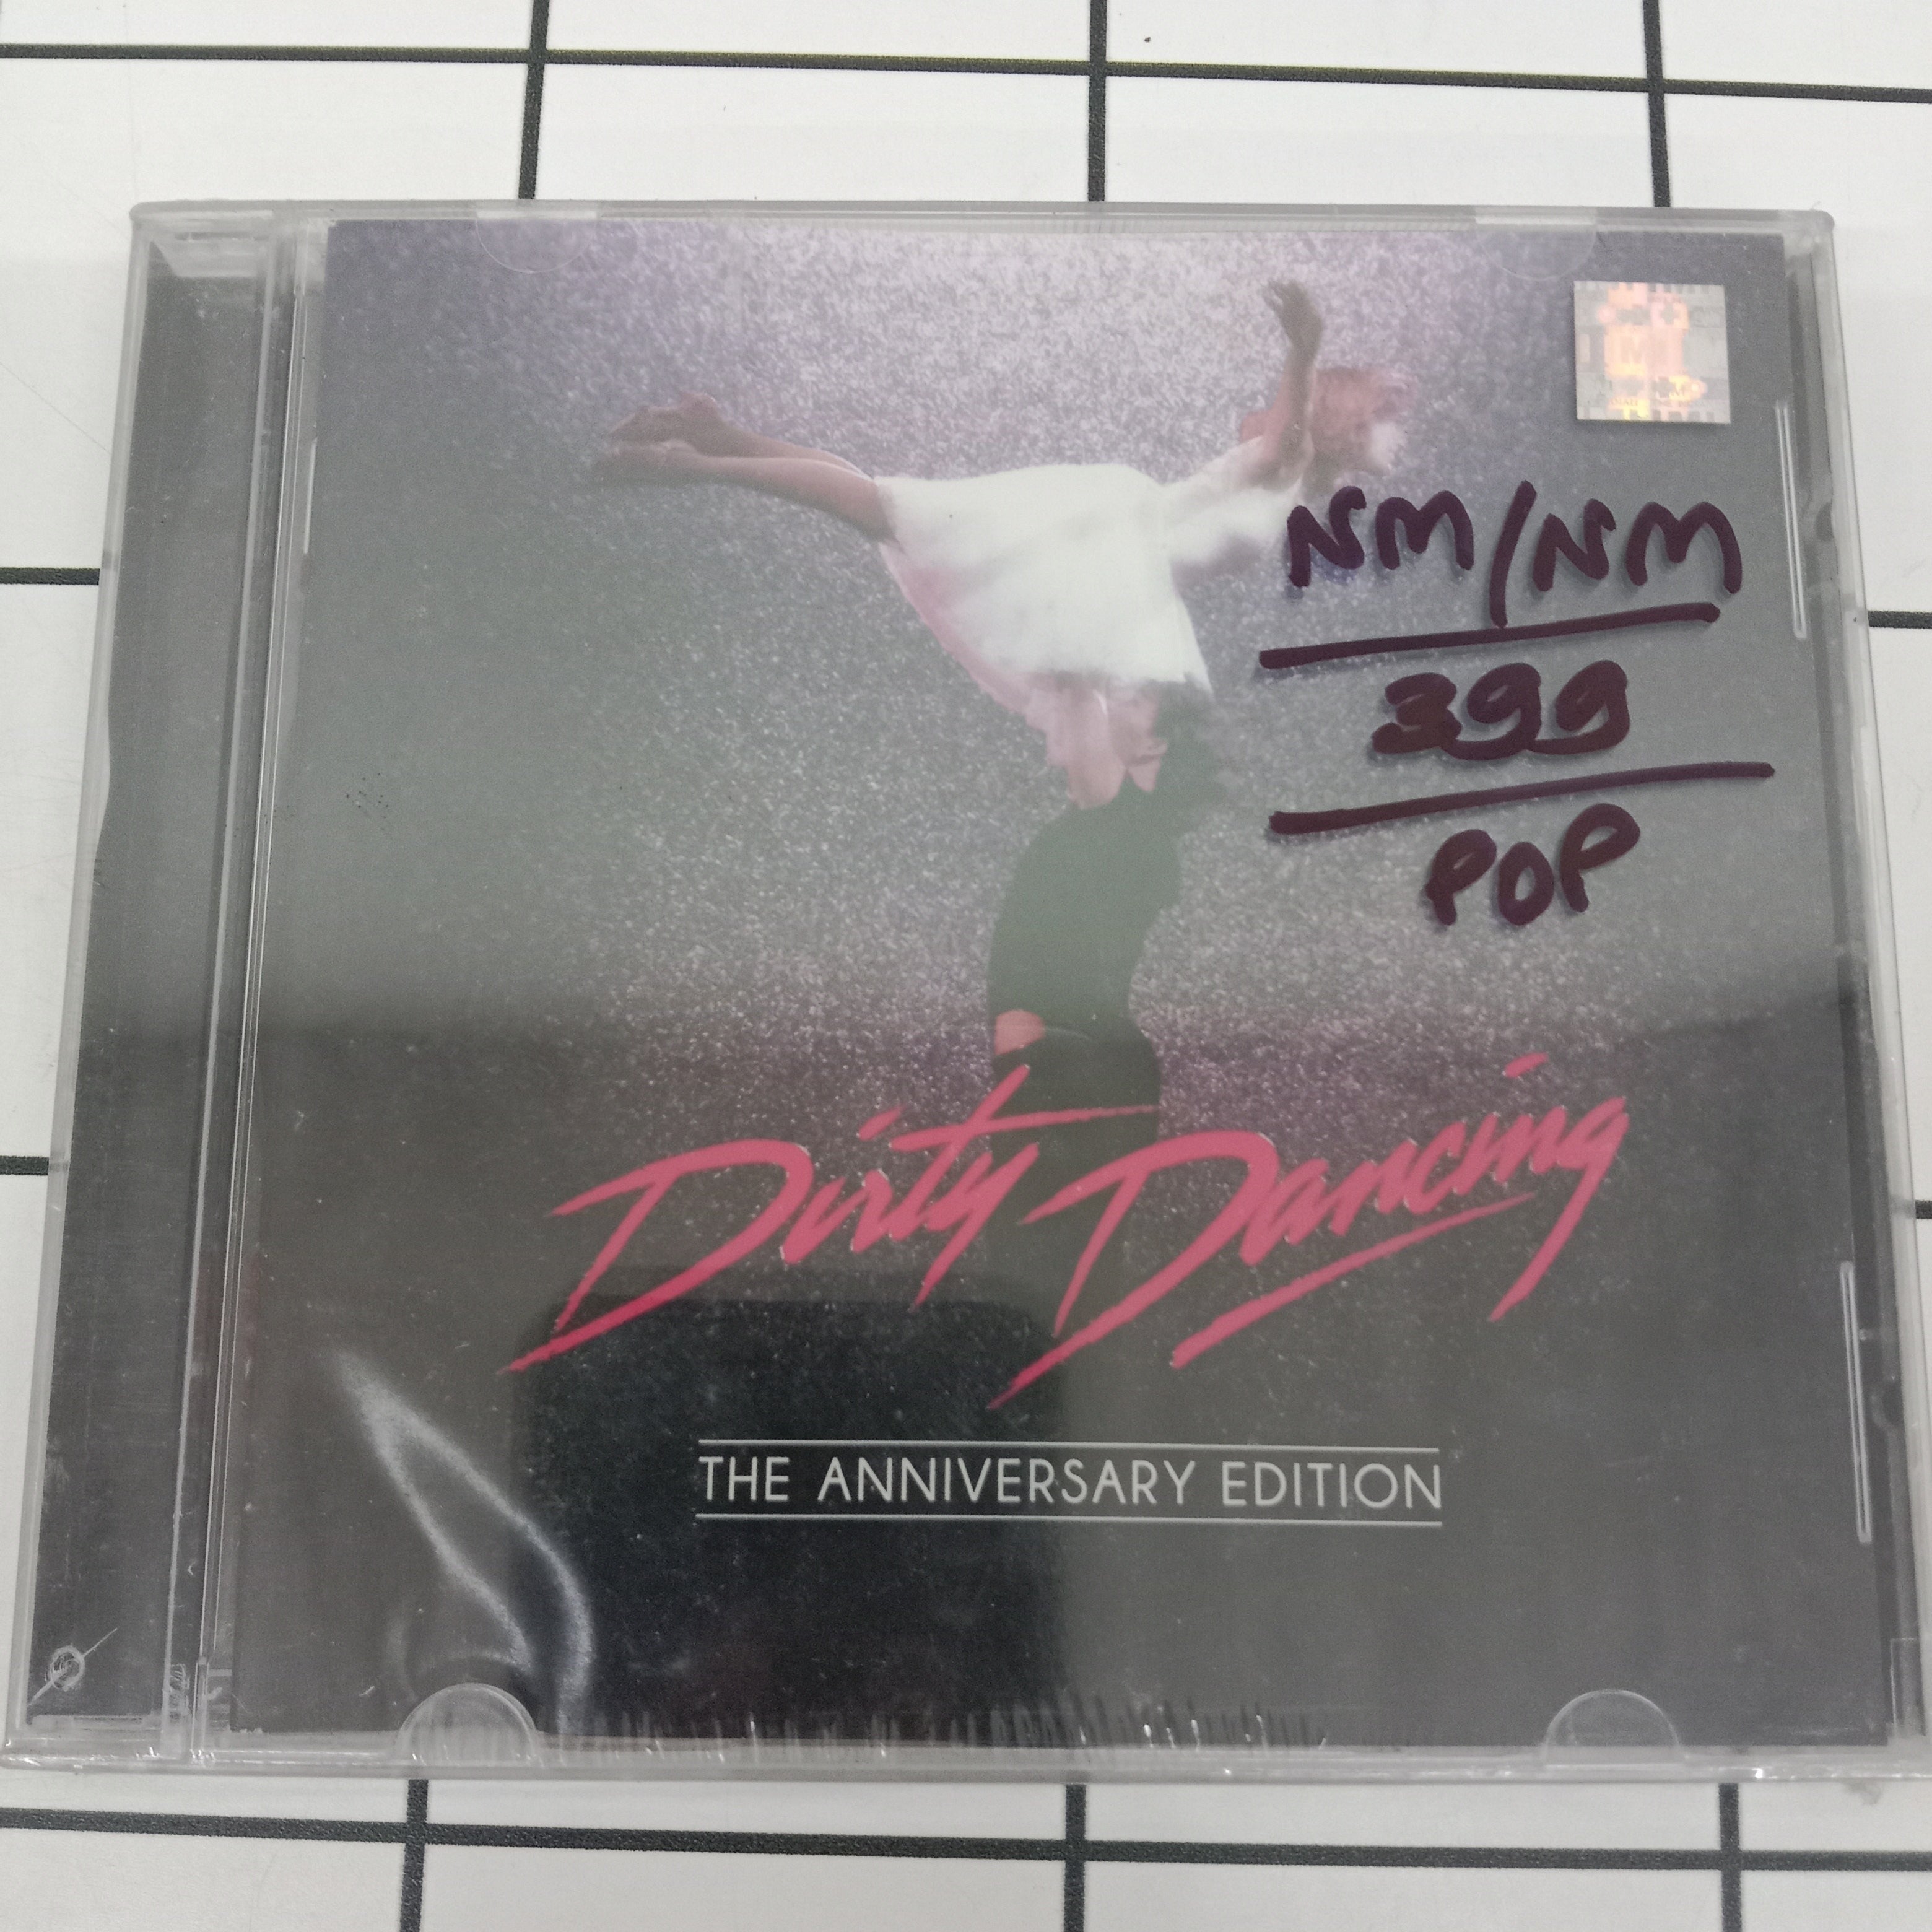 NM/NM
399
POP
Dirty Dancing
THE ANNIVERSARY EDITION